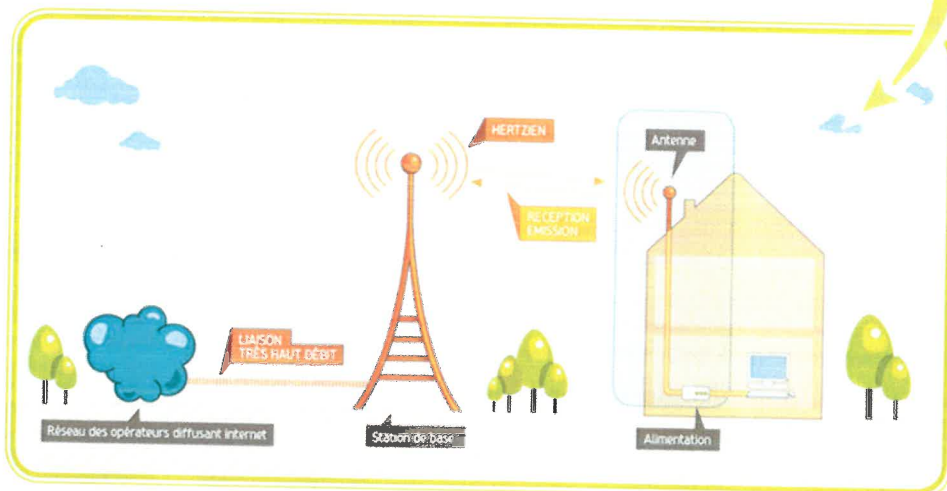 HERTZIEN
Antenne
RÉCEPTION
ÉMISSION
LIAISON
TRÈS HAUT DÉBIT
Réseau des opérateurs diffusant internet
Station de base
Alimentation